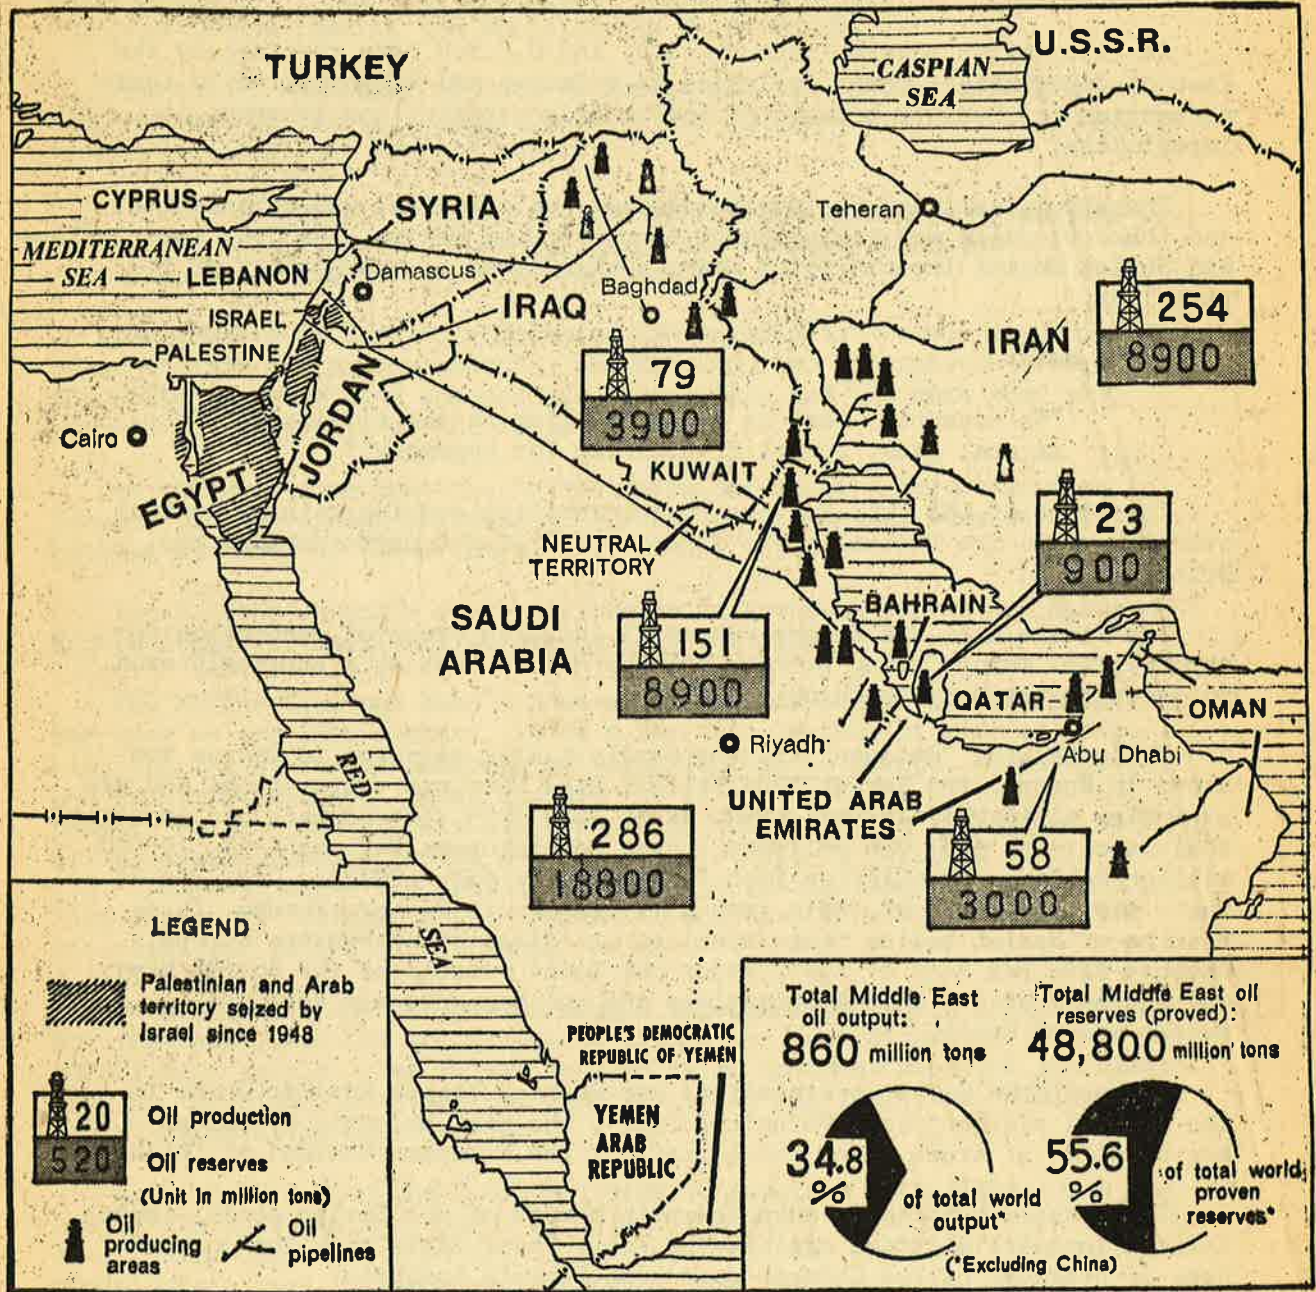 TURKEY
U.S.S.R.
CASPIAN
SEA
CYPRUS
SYRIA
Teheran
MEDITERRANEAN
SEA
LEBANON
Damascus
Baghdad
IRAQ
ISRAEL
PALESTINE
IRAN
254
8900
79
3900
JORDAN
Cairo
EGYPT
KUWAIT
NEUTRAL
TERRITORY
23
900
SAUDI
ARABIA
BAHRAIN
151
8900
QATAR
OMAN
Riyadh
Abu Dhabi
RED
SEA
UNITED ARAB
EMIRATES
286
18800
58
3000
LEGEND
Palestinian and Arab
territory seized by
Israel since 1948
20
Oil production
520
Oil reserves
(Unit in million tons)
Oil
producing
areas
Oil
pipelines
PEOPLE'S DEMOCRATIC
REPUBLIC OF YEMEN
YEMEN
ARAB
REPUBLIC
Total Middle East
oil output:
860 million tons
Total Middle East oil
reserves (proved):
48,800 million tons
34.8
%
of total world
output*
55.6
%
of total world
proven
reserves*
(*Excluding China)